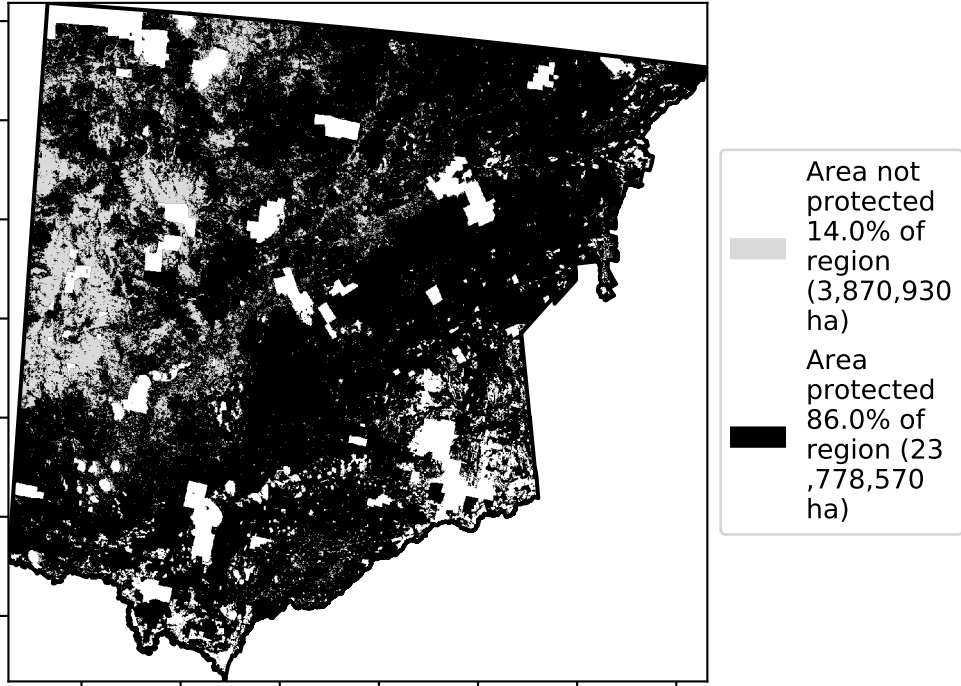 Area not
protected
14.0% of
region
(3,870,930
ha)
Area
protected
86.0% of
region (23
,778,570
ha)